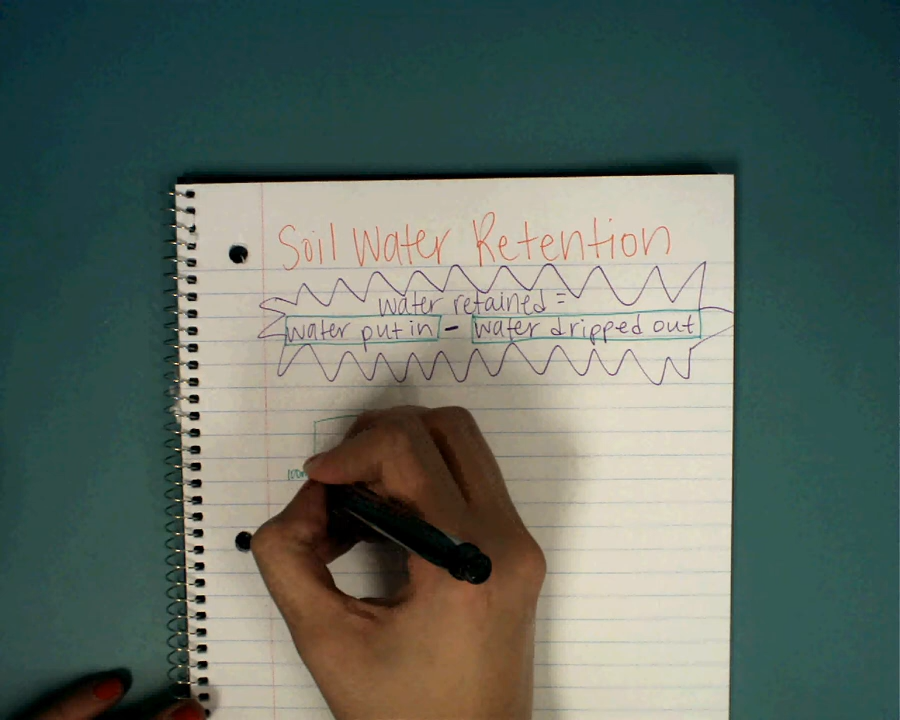 Soil Water Retention
water retained =
water put in - water dripped out